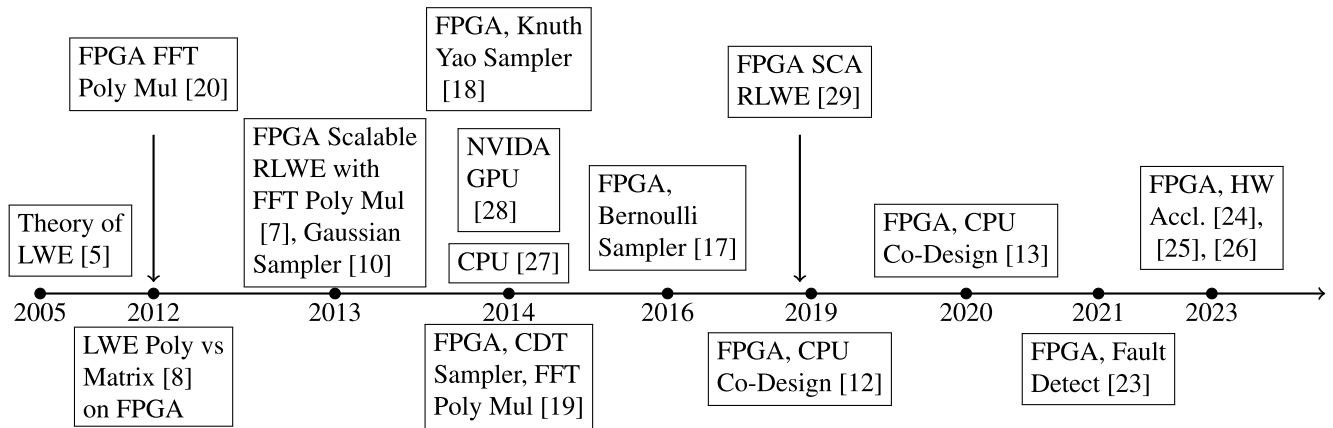 FPGA FFT
Poly Mul [20]
FPGA, Knuth
Yao Sampler
[18]
FPGA SCA
RLWE [29]
Theory of
LWE [5]
FPGA Scalable
RLWE with
FFT Poly Mul
[7], Gaussian
Sampler [10]
NVIDA
GPU
[28]
CPU [27]
FPGA,
Bernoulli
Sampler [17]
FPGA, CPU
Co-Design [13]
FPGA, HW
Accl. [24],
[25], [26]
2005 2012 2013 2014 2016 2019 2020 2021 2023
LWE Poly vs
Matrix [8]
on FPGA
FPGA, CDT
Sampler, FFT
Poly Mul [19]
FPGA, CPU
Co-Design [12]
FPGA, Fault
Detect [23]